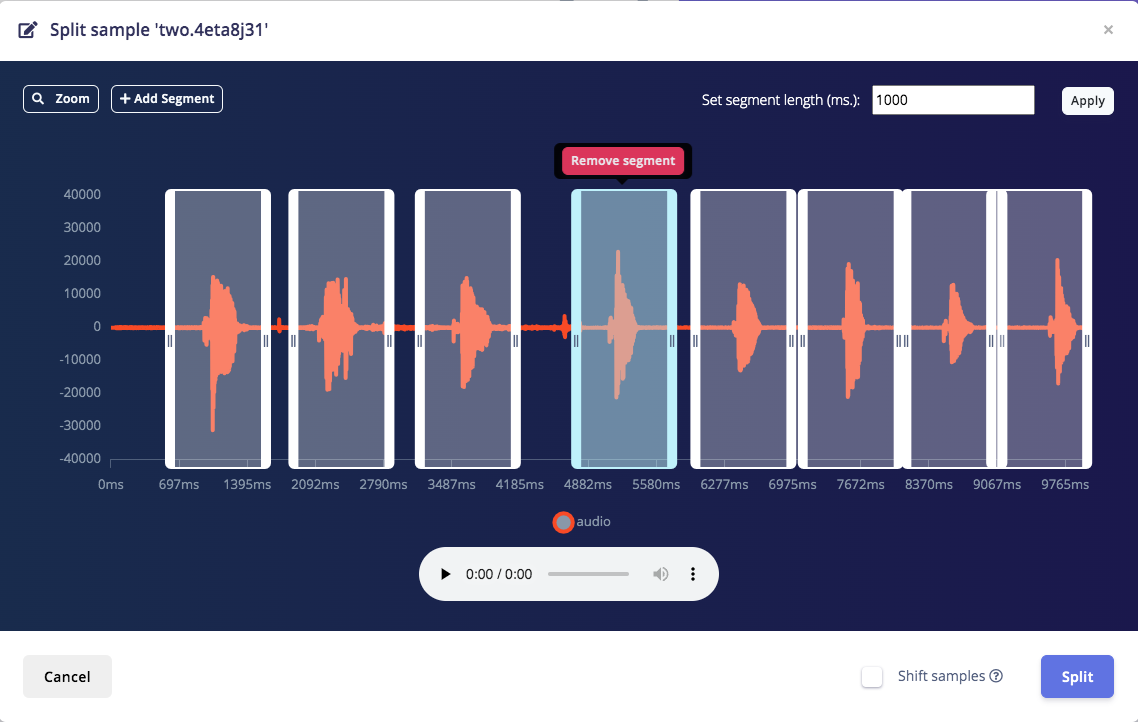 Split sample 'two.4eta8j31'
×
Zoom
+ Add Segment
Set segment length (ms.):
1000
Apply
Remove segment
40000
30000
20000
10000
0
-10000
-20000
-30000
-40000
0ms 697ms 1395ms 2092ms 2790ms 3487ms 4185ms 4882ms 5580ms 6277ms 6975ms 7672ms 8370ms 9067ms 9765ms
audio
0:00 / 0:00
Cancel
Shift samples ?
Split